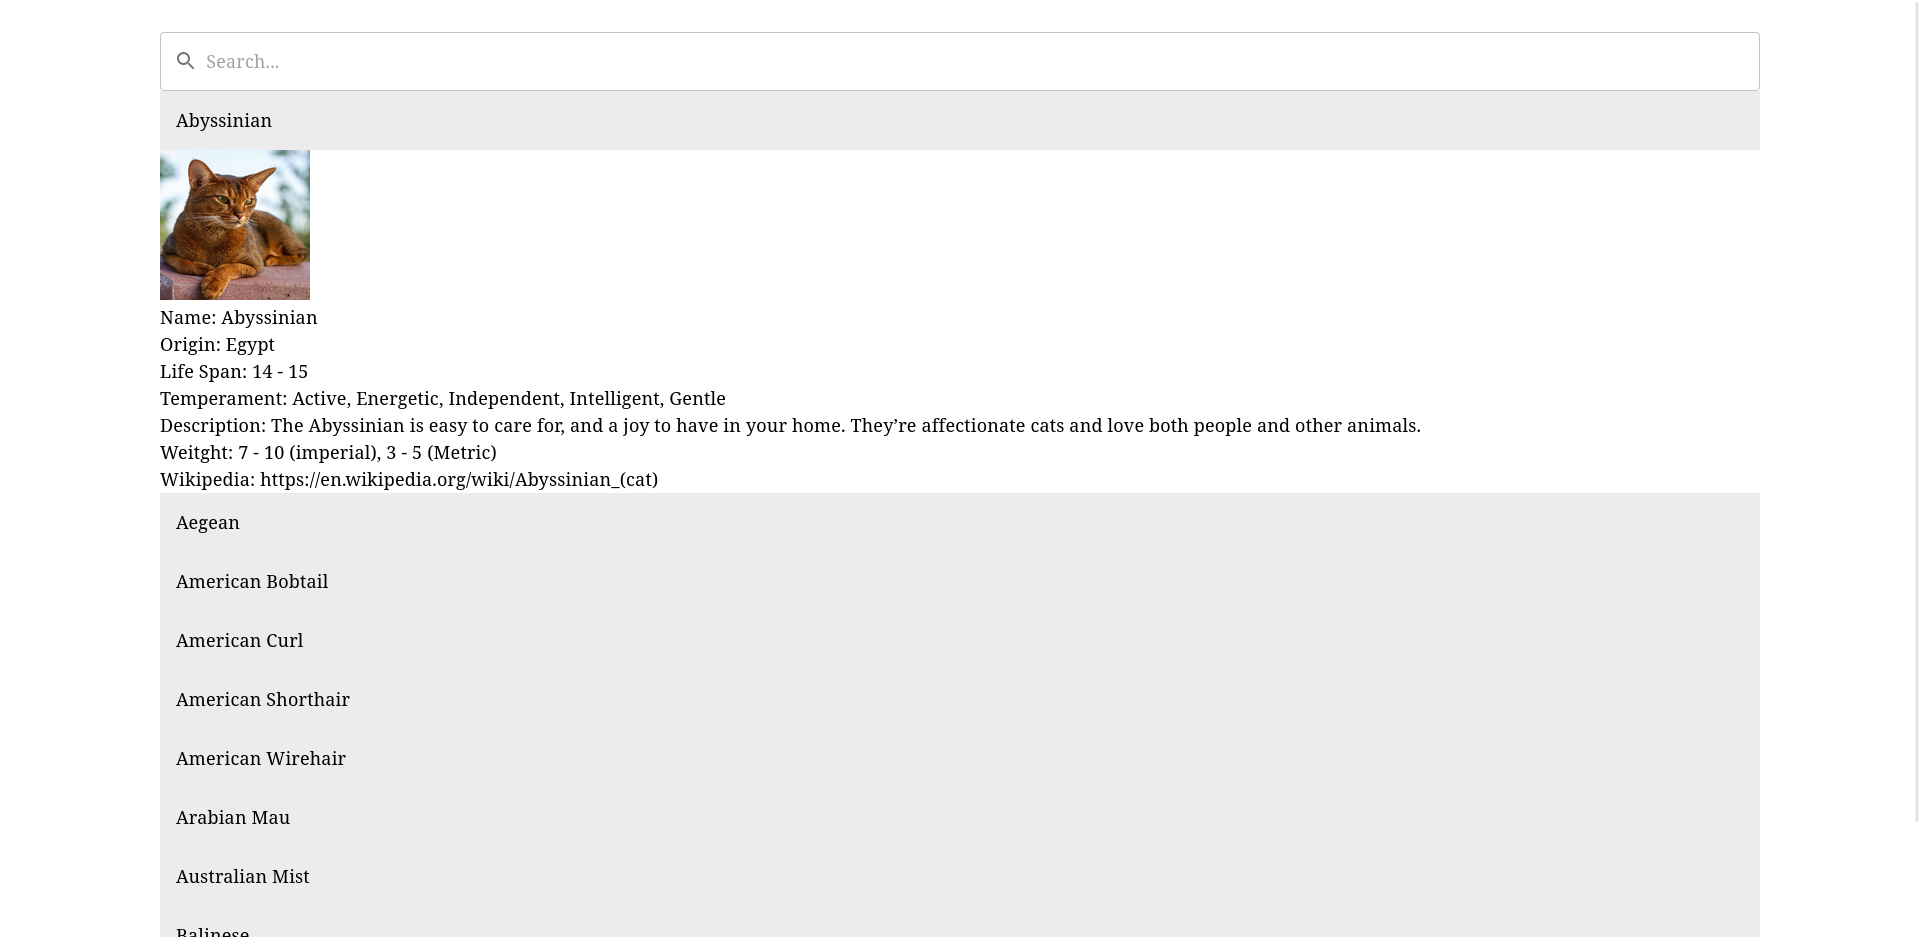 Search...
Abyssinian
Name: Abyssinian
Origin: Egypt
Life Span: 14 - 15
Temperament: Active, Energetic, Independent, Intelligent, Gentle
Description: The Abyssinian is easy to care for, and a joy to have in your home. They’re affectionate cats and love both people and other animals.
Weitght: 7 - 10 (imperial), 3 - 5 (Metric)
Wikipedia: https://en.wikipedia.org/wiki/Abyssinian_(cat)
Aegean
American Bobtail
American Curl
American Shorthair
American Wirehair
Arabian Mau
Australian Mist
Balinese